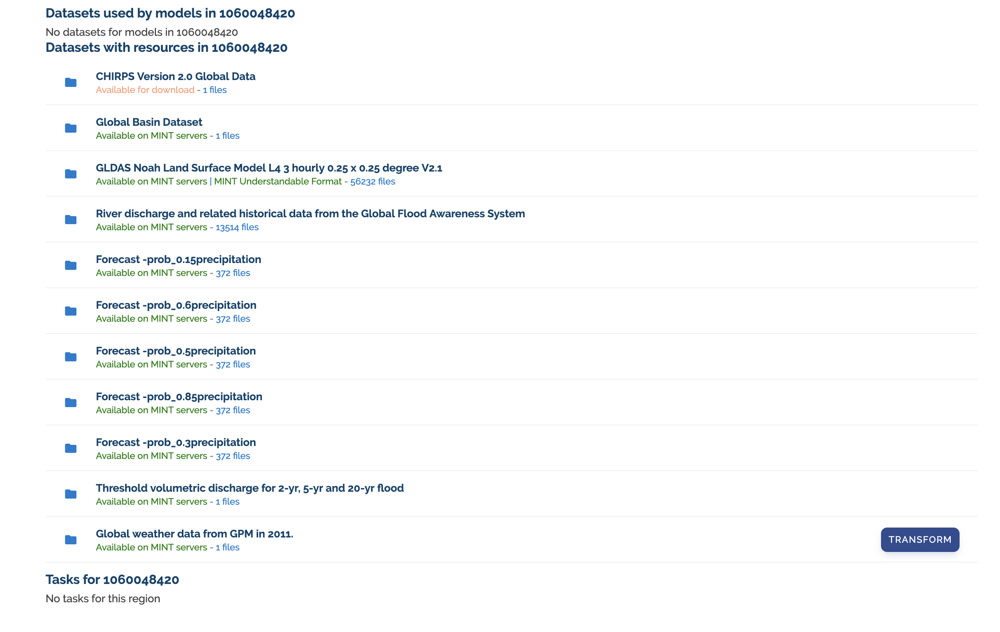 Datasets used by models in 1060048420
No datasets for models in 1060048420
Datasets with resources in 1060048420
CHIRPS Version 2.0 Global Data
Available for download - 1 files
Global Basin Dataset
Available on MINT servers - 1 files
GLDAS Noah Land Surface Model L4 3 hourly 0.25 x 0.25 degree V2.1
Available on MINT servers | MINT Understandable Format - 56232 files
River discharge and related historical data from the Global Flood Awareness System
Available on MINT servers - 13514 files
Forecast -prob_0.15precipitation
Available on MINT servers - 372 files
Forecast -prob_0.6precipitation
Available on MINT servers - 372 files
Forecast -prob_0.5precipitation
Available on MINT servers - 372 files
Forecast -prob_0.85precipitation
Available on MINT servers - 372 files
Forecast -prob_0.3precipitation
Available on MINT servers - 372 files
Threshold volumetric discharge for 2-yr, 5-yr and 20-yr flood
Available on MINT servers - 1 files
Global weather data from GPM in 2011.
Available on MINT servers - 1 files
TRANSFORM
Tasks for 1060048420
No tasks for this region